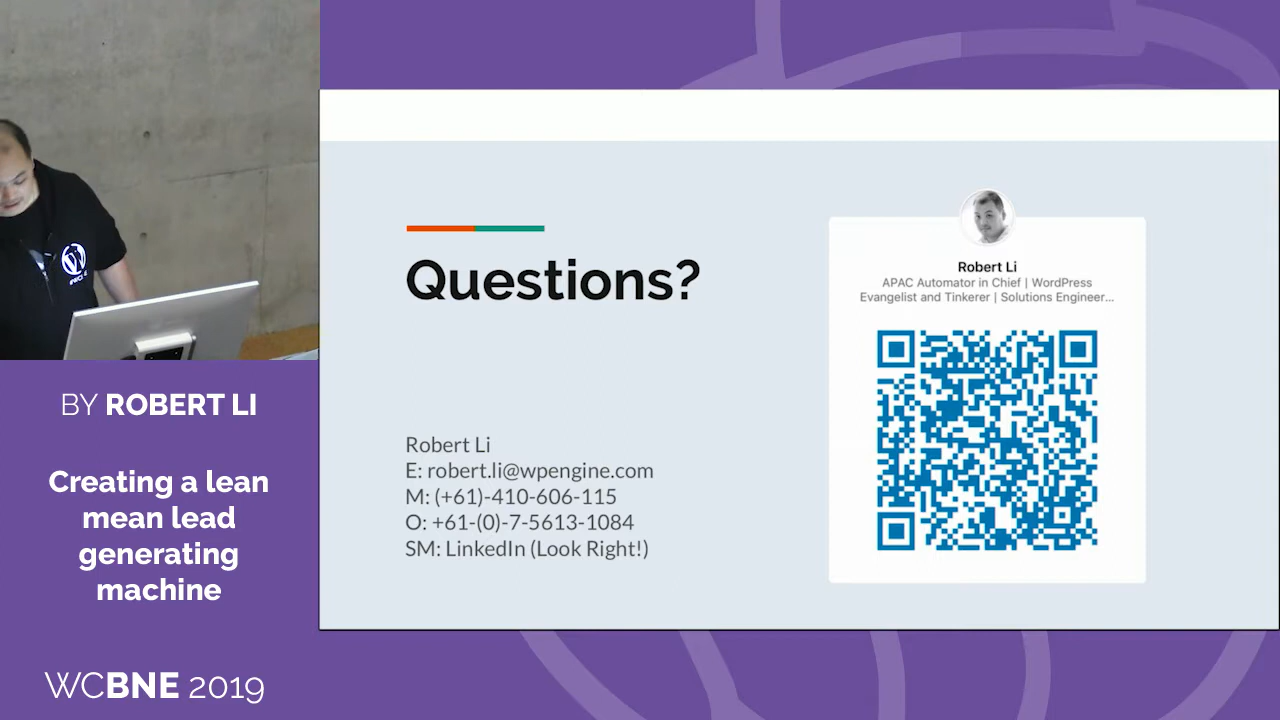 BY ROBERT LI
Creating a lean
mean lead
generating
machine
WCBNE 2019
Questions?
Robert Li
E: robert.li@wpengine.com
M: (+61)-410-606-115
O: +61-(0)-7-5613-1084
SM: LinkedIn (Look Right!)
Robert Li
APAC Automator in Chief | WordPress
Evangelist and Tinkerer | Solutions Engineer...